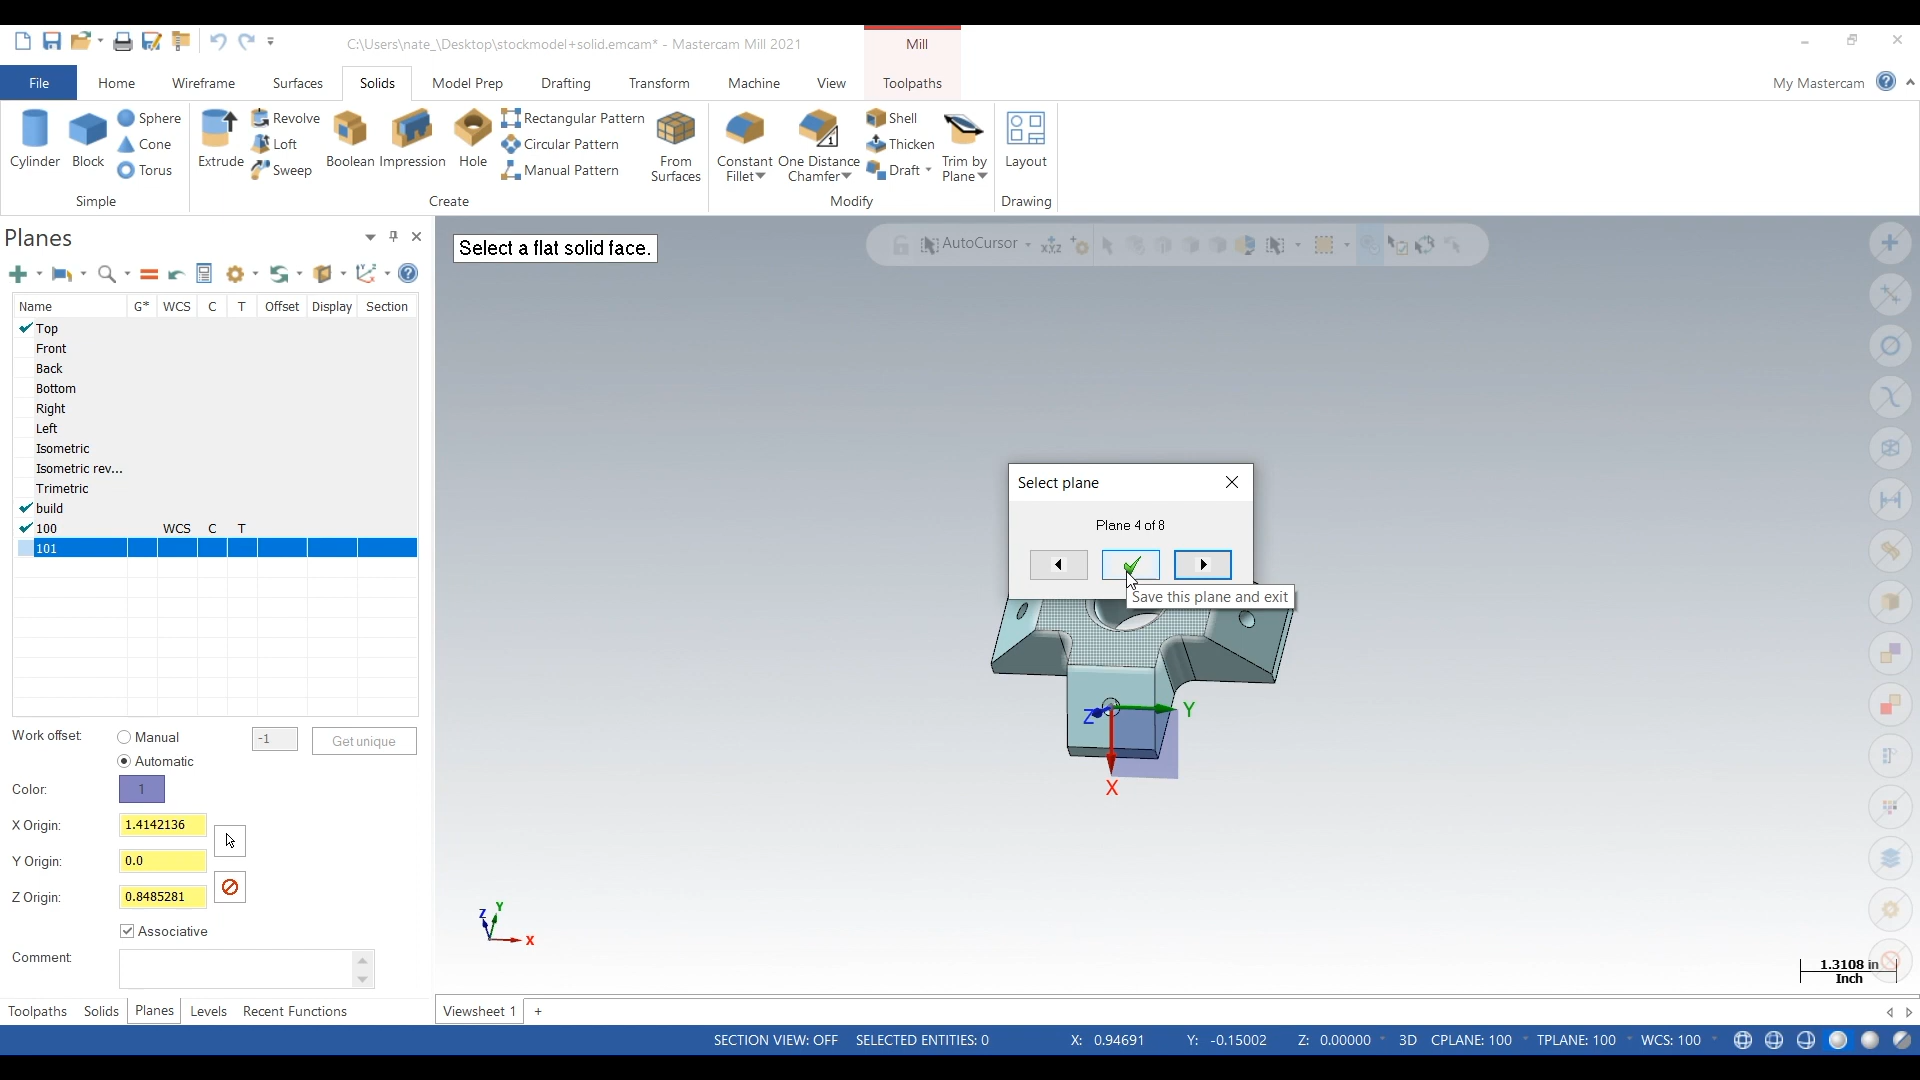 C:\Users\nate_\Desktop\stockmodel+solid.emcam* - Mastercam Mill 2021
Mill
File
Home
Wireframe
Surfaces
Solids
Model Prep
Drafting
Transform
Machine
View
Toolpaths
My Mastercam
Cylinder
Block
Sphere
Cone
Torus
Simple
Extrude
Revolve
Loft
Sweep
Boolean
Impression
Hole
Rectangular Pattern
Circular Pattern
Manual Pattern
From
Surfaces
Create
Constant
Fillet
One Distance
Chamfer
Shell
Thicken
Draft
Trim by
Plane
Modify
Layout
Drawing
Planes
Name G* WCS C T Offset Display Section
Top
Front
Back
Bottom
Right
Left
Isometric
Isometric rev...
Trimetric
build
100 WCS C T
101
Work offset:
Manual
-1
Get unique
Automatic
Color:
1
X Origin:
1.4142136
Y Origin:
0.0
Z Origin:
0.8485281
Associative
Comment:
Toolpaths
Solids
Planes
Levels
Recent Functions
Select a flat solid face.
AutoCursor
xyz
Select plane
Plane 4 of 8
Save this plane and exit
Z
Y
X
Z
Y
X
1.3108 in
Inch
Viewsheet 1
+
SECTION VIEW: OFF
SELECTED ENTITIES: 0
X: 0.94691
Y: -0.15002
Z: 0.00000
3D
CPLANE: 100
TPLANE: 100
WCS: 100